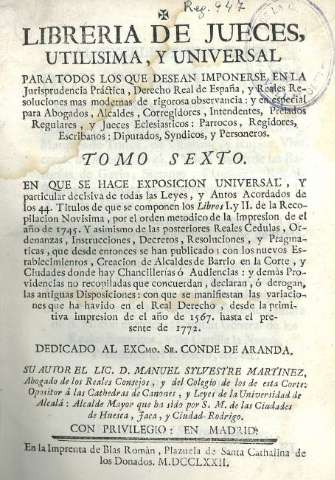 Reg. 947
LIBRERIA DE JUECES,
UTILISIMA, Y UNIVERSAL
PARA TODOS LOS QUE DESEAN IMPONERSE EN LA
Jurisprudencia Práctica, Derecho Real de España, y Reales Re-
soluciones mas modernas de rigorosa observancia: y en especial
para Abogados, Alcaldes, Corregidores, Intendentes, Prelados
Regulares, y Jueces Eclesiasticos: Parrocos, Regidores,
Escribanos: Diputados, Syndicos, y Personeros.
TOMO SEXTO.
EN QUE SE HACE EXPOSICION UNIVERSAL, Y
particular decisiva de todas las Leyes, y Autos Acordados de
los 44. Titulos de que se componen los Libros I. y II. de la Reco-
pilacion Novisima, por el orden metodico de la Impresion de el
año de 1745. Y asimismo de las posteriores Reales Cedulas, Or-
denanzas, Instrucciones, Decretos, Resoluciones, y Pragma-
ticas, que desde entonces se han publicado: con los nuevos Es-
tablecimientos, Creacion de Alcaldes de Barrio en la Corte, y
Ciudades donde hay Chancillerías ó Audiencias: y demás Pro-
videncias no recopiladas que concuerdan, declaran, ó derogan,
las antiguas Disposiciones: con que se manifiestan las variacio-
nes que ha havido en el Real Derecho, desde la primi-
tiva impresion de el año de 1567. hasta el pre-
sente de 1772.
DEDICADO AL EXCMO. SR. CONDE DE ARANDA.
SU AUTOR EL LIC. D. MANUEL SYLVESTRE MARTINEZ,
Abogado de los Reales Consejos, y del Colegio de los de esta Corte:
Opositor á las Cathedras de Canones, y Leyes de la Universidad de
Alcalá: Alcalde Mayor que ha sido por S. M. de las Ciudades
de Huesca, Jaca, y Ciudad-Rodrigo.
CON PRIVILEGIO: EN MADRID:
En la Imprenta de Blas Román, Plazuela de Santa Cathalina de
los Donados. M.DCC.LXXII.